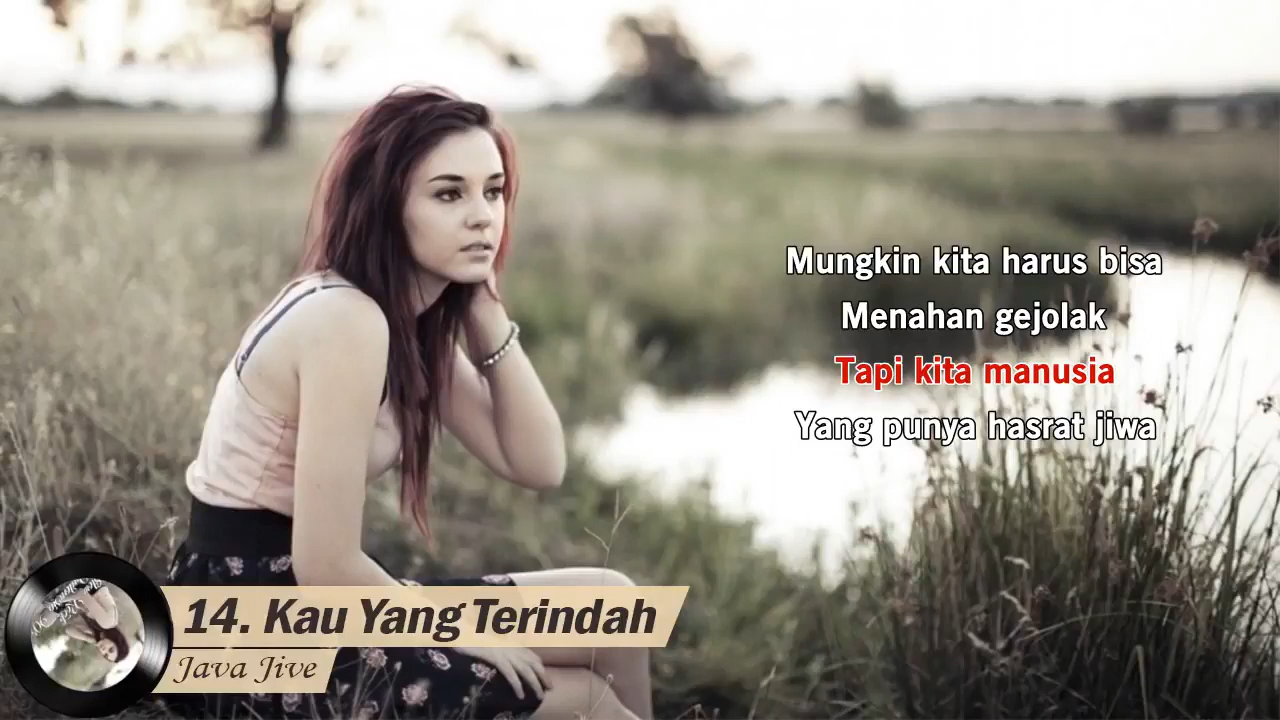 Mungkin kita harus bisa
Menahan gejolak
Tapi kita manusia
Yang punya hasrat jiwa
14. Kau Yang Terindah
Java Jive